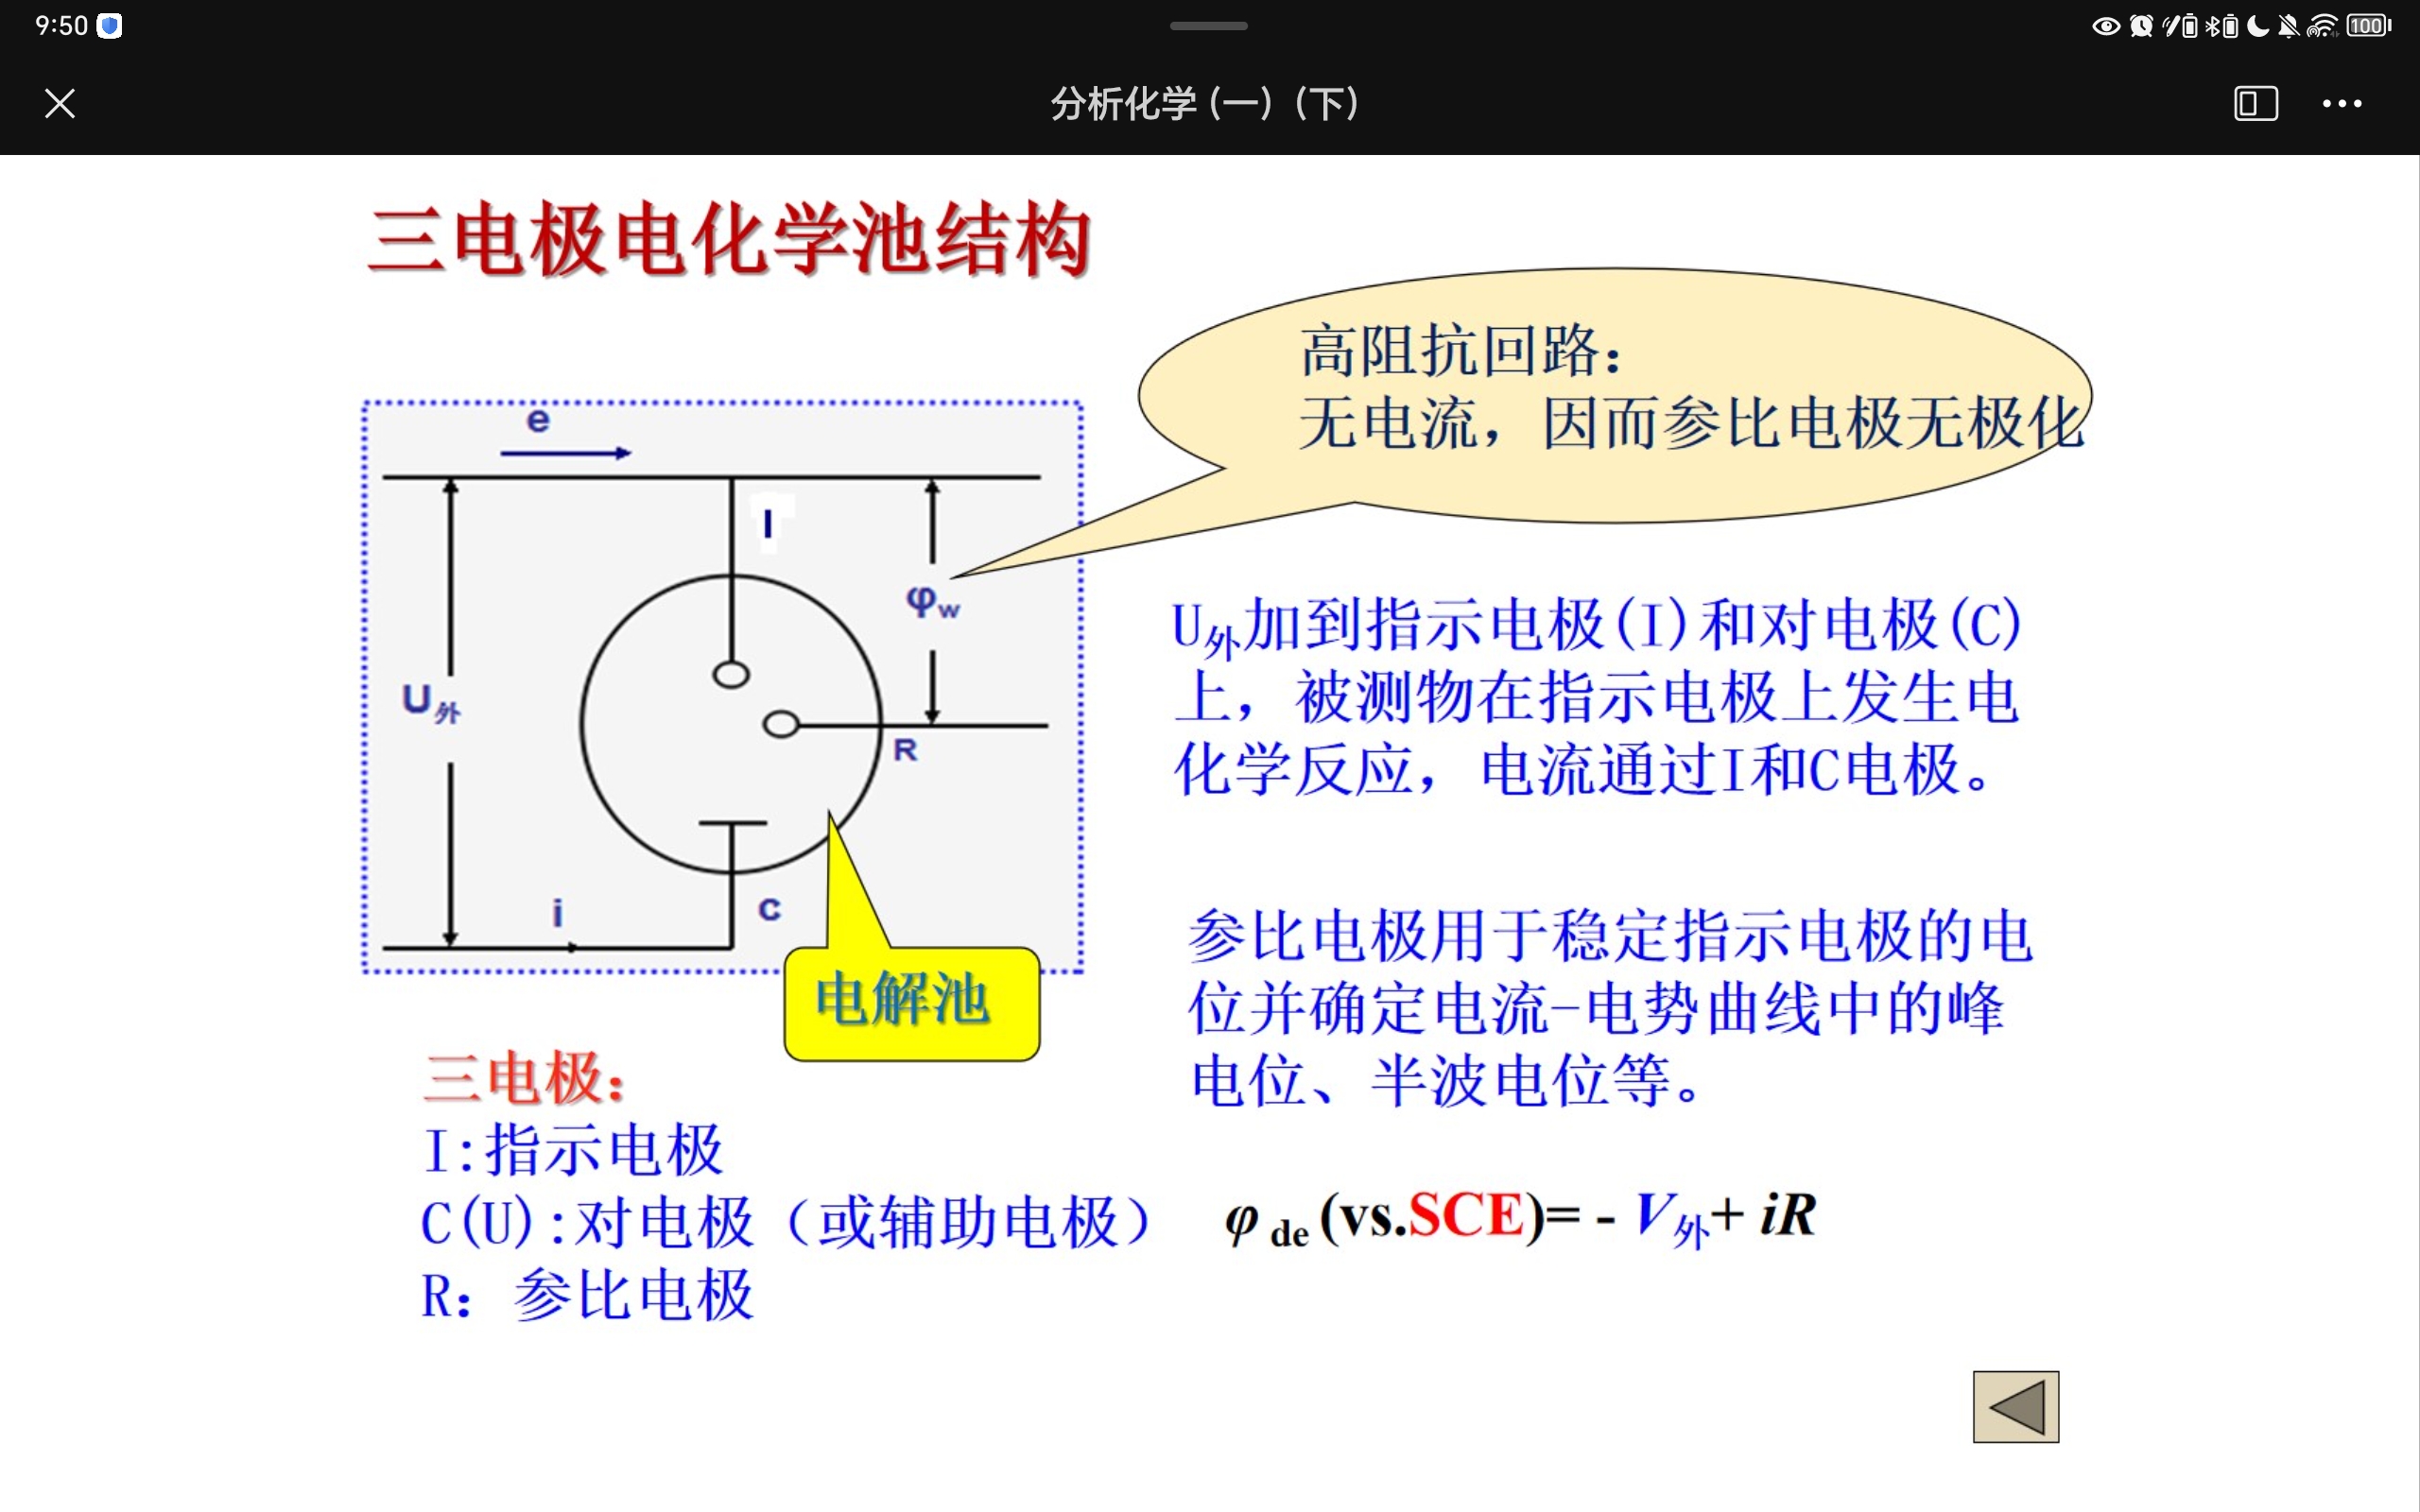 9:50
100
分析化学(一)(下)
三电极电化学池结构
高阻抗回路：
无电流，因而参比电极无极化
e
I
φw
U外
R
i
C
电解池
U外加到指示电极(I)和对电极(C)
上，被测物在指示电极上发生电
化学反应，电流通过I和C电极。
参比电极用于稳定指示电极的电
位并确定电流-电势曲线中的峰
电位、半波电位等。
三电极：
I:指示电极
C(U):对电极（或辅助电极）
R：参比电极
φ de (vs.SCE)= - V外+ iR